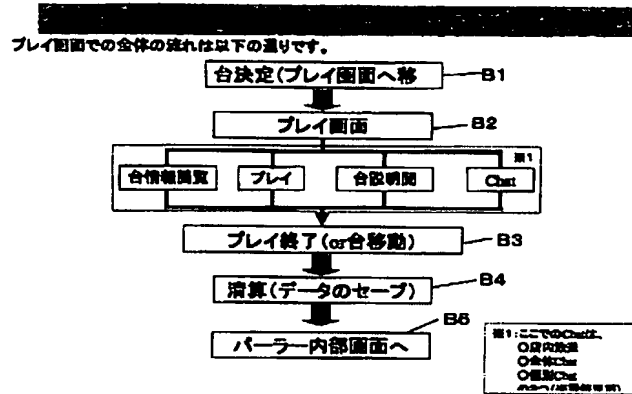 プレイ画面での全体の流れは以下の通りです。
台決定(プレイ画面へ移
B1
プレイ画面
B2
※1
台情報閲覧
プレイ
台説明閲
Chat
プレイ終了(or台移動)
B3
清算(データのセーブ)
B4
パーラー内部画面へ
B5
※1:ここでのChatは、
○店内放送
○全体Chat
○個別Chat